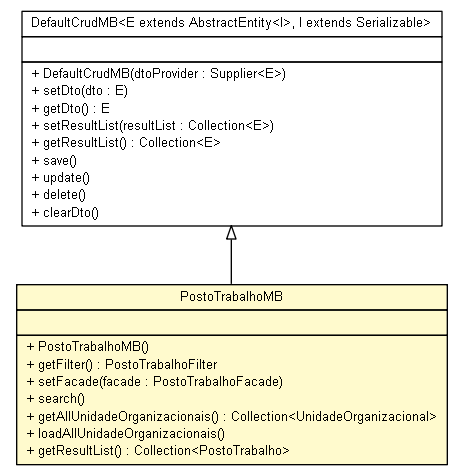 DefaultCrudMB<E extends AbstractEntity<I>, I extends Serializable>
+ DefaultCrudMB(dtoProvider : Supplier<E>)
+ setDto(dto : E)
+ getDto() : E
+ setResultList(resultList : Collection<E>)
+ getResultList() : Collection<E>
+ save()
+ update()
+ delete()
+ clearDto()
PostoTrabalhoMB
+ PostoTrabalhoMB()
+ getFilter() : PostoTrabalhoFilter
+ setFacade(facade : PostoTrabalhoFacade)
+ search()
+ getAllUnidadeOrganizacionais() : Collection<UnidadeOrganizacional>
+ loadAllUnidadeOrganizacionais()
+ getResultList() : Collection<PostoTrabalho>